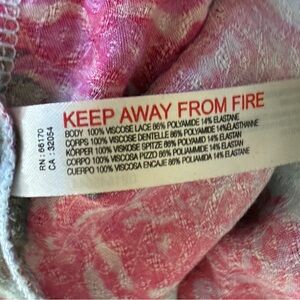 KEEP AWAY FROM FIRE
BODY 100% VISCOSE LACE 86% POLYAMIDE 14% ELASTANE
CORPS 100% VISCOSE DENTELLE 86% POLYAMIDE 14% ÉLASTHANNE
KÖRPER 100% VISKOSE SPITZE 86% POLYAMID 14% ELASTHAN
CORPO 100% VISCOSA PIZZO 86% POLIAMMIDE 14% ELASTAN
CUERPO 100% VISCOSA ENCAJE 86% POLIAMIDA 14% ELASTANO
RN: 66170
CA: 32054